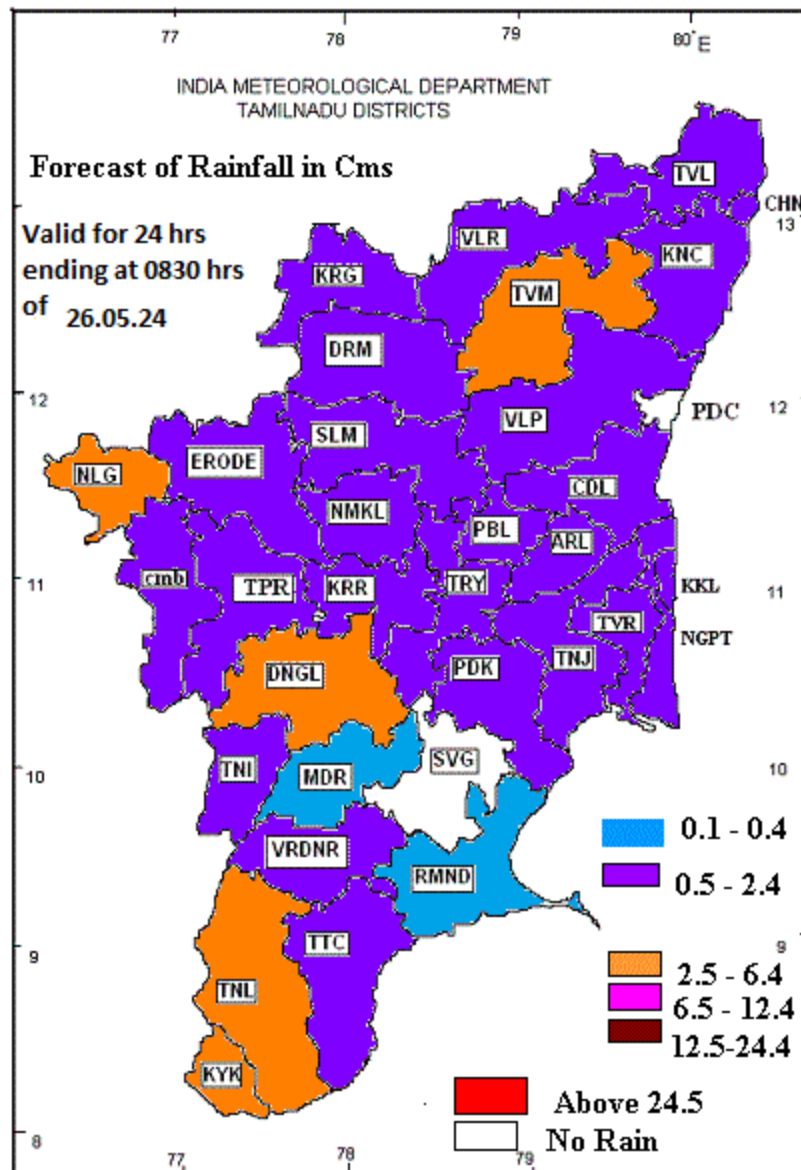 77 78 79 80°E
INDIA METEOROLOGICAL DEPARTMENT
TAMILNADU DISTRICTS
Forecast of Rainfall in Cms
Valid for 24 hrs
ending at 0830 hrs
of 26.05.24
TVL
CHN
13
VLR
KNC
KRG
TVM
DRM
12
12
PDC
VLP
SLM
ERODE
NLG
CDL
NMKL
PBL
ARL
11
cmb
TPR
KRR
TRY
KKL
11
TVR
NGPT
DNGL
PDK
TNJ
10
TNI
MDR
SVG
10
0.1 - 0.4
VRDNR
RMND
0.5 - 2.4
9
TTC
9
2.5 - 6.4
TNL
6.5 - 12.4
12.5-24.4
KYK
Above 24.5
8
No Rain
77 78 79